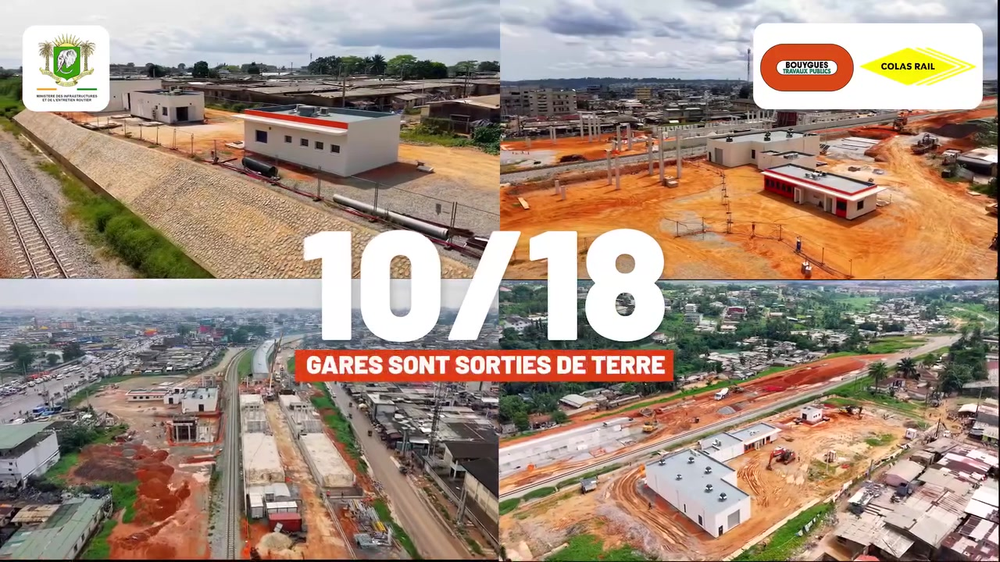 MINISTERE DES INFRASTRUCTURES
ET DE L'ENTRETIEN ROUTIER
BOUYGUES
TRAVAUX PUBLICS
COLAS RAIL
10/18
GARES SONT SORTIES DE TERRE